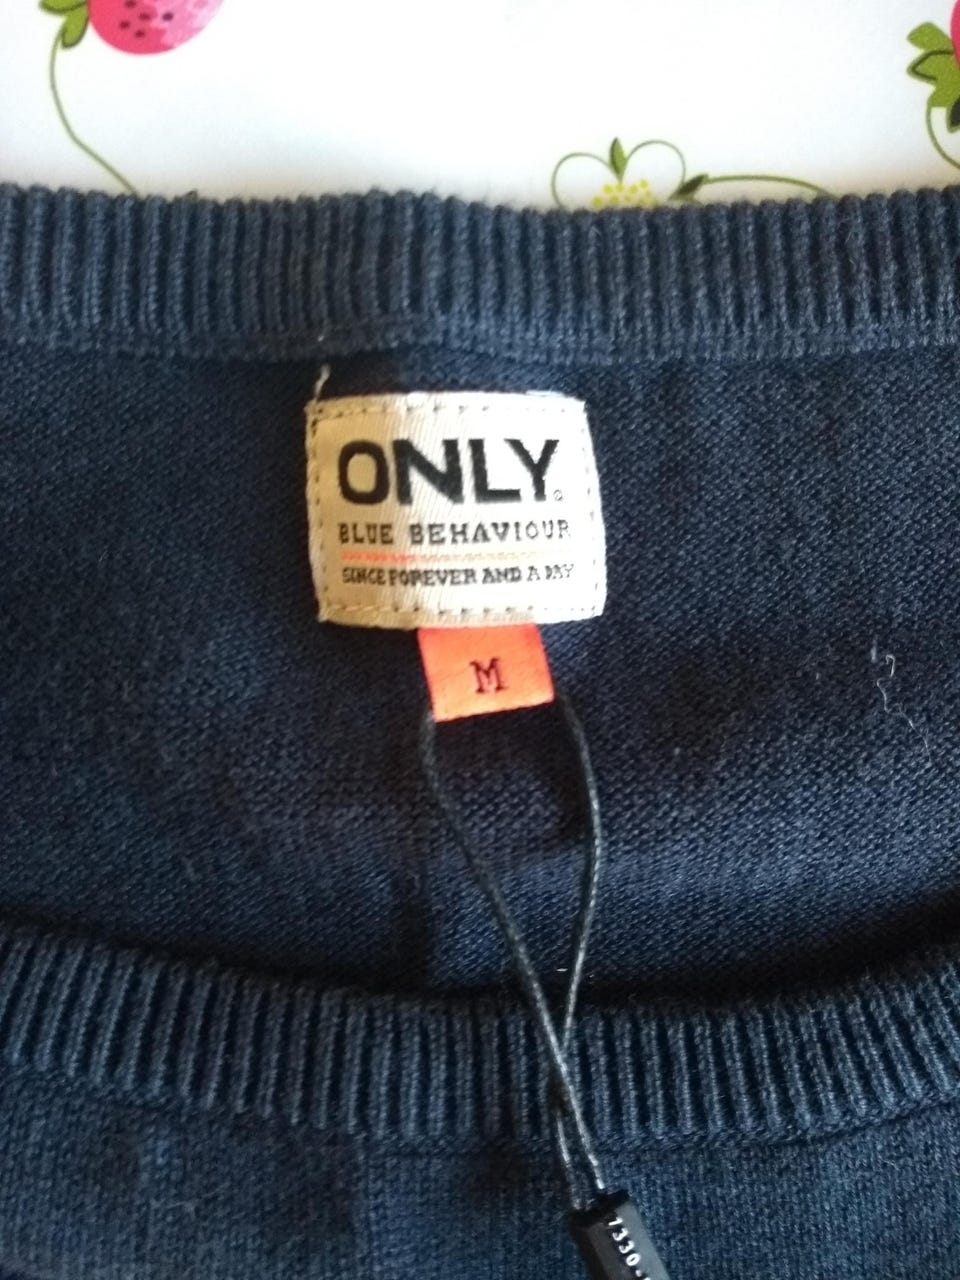 ONLY®
BLUE BEHAVIOUR
SINCE FOREVER AND A DAY
M